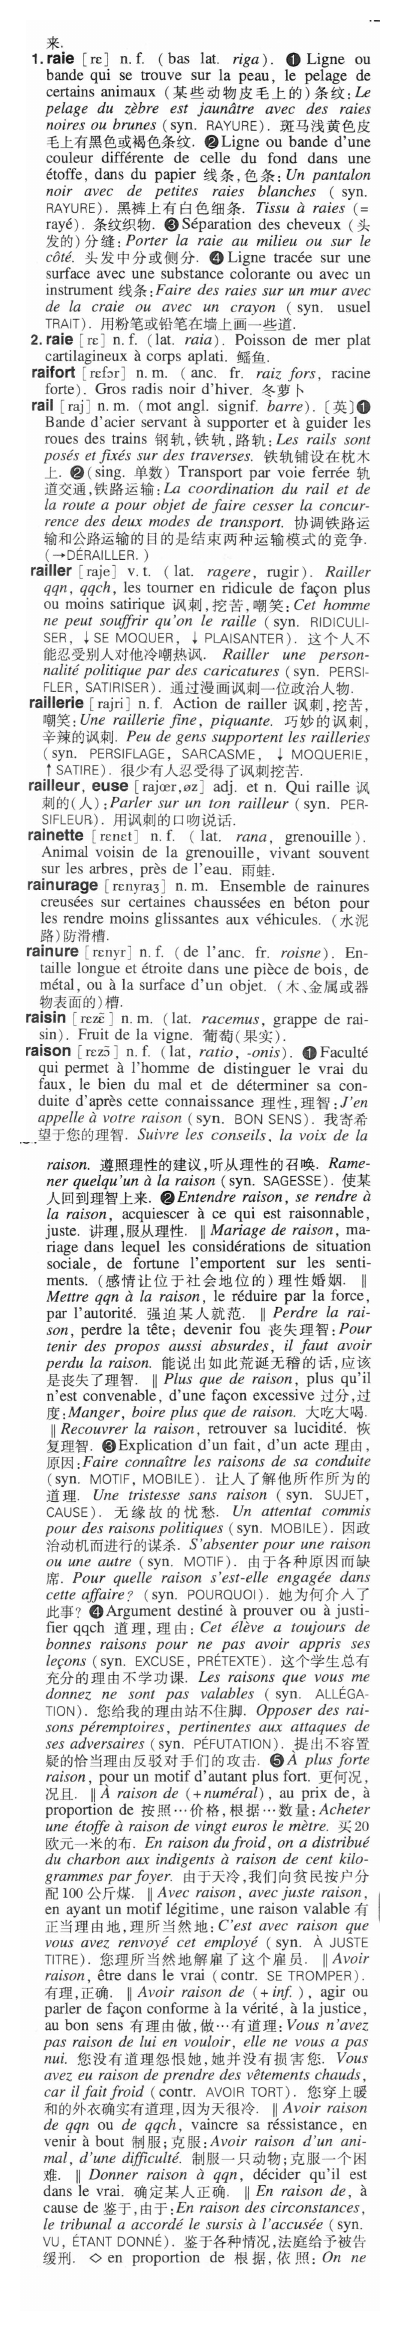 来.
1. raie [rɛ] n. f. ( bas lat. riga ). ❶ Ligne ou
bande qui se trouve sur la peau, le pelage de
certains animaux (某些动物皮毛上的)条纹: Le
pelage du zèbre est jaunâtre avec des raies
noires ou brunes ( syn. RAYURE ). 斑马浅黄色皮
毛上有黑色或褐色条纹. ❷ Ligne ou bande d'une
couleur différente de celle du fond dans une
étoffe, dans du papier 线条,色条: Un pantalon
noir avec de petites raies blanches ( syn.
RAYURE ). 黑裤上有白色细条. Tissu à raies (=
rayé). 条纹织物. ❸ Séparation des cheveux (头
发的)分缝: Porter la raie au milieu ou sur le
côté. 头发中分或侧分. ❹ Ligne tracée sur une
surface avec une substance colorante ou avec un
instrument 线条: Faire des raies sur un mur avec
de la craie ou avec un crayon ( syn. usuel
TRAIT ). 用粉笔或铅笔在墙上画一些道.
2. raie [rɛ] n. f. ( lat. raia ). Poisson de mer plat
cartilagineux à corps aplati. 鳐鱼.
raifort [rɛfɔr] n. m. ( anc. fr. raiz fors, racine
forte ). Gros radis noir d'hiver. 冬萝卜
rail [raj] n. m. (mot angl. signif. barre ). 〔英〕❶
Bande d'acier servant à supporter et à guider les
roues des trains 钢轨,铁轨,路轨: Les rails sont
posés et fixés sur des traverses. 铁轨铺设在枕木
上. ❷ (sing. 单数) Transport par voie ferrée 轨
道交通,铁路运输: La coordination du rail et de
la route a pour objet de faire cesser la concur-
rence des deux modes de transport. 协调铁路运
输和公路运输的目的是结束两种运输模式的竞争.
(→DÉRAILLER. )
railler [raje] v. t. ( lat. ragere, rugir ). Railler
qqn, qqch, les tourner en ridicule de façon plus
ou moins satirique 讽刺,挖苦,嘲笑: Cet homme
ne peut souffrir qu'on le raille ( syn. RIDICULI-
SER, ↓SE MOQUER, ↓ PLAISANTER ). 这个人不
能忍受别人对他冷嘲热讽. Railler une person-
nalité politique par des caricatures ( syn. PERSI-
FLER, SATIRISER ). 通过漫画讽刺一位政治人物.
raillerie [rajri] n. f. Action de railler 讽刺,挖苦,
嘲笑: Une raillerie fine, piquante. 巧妙的讽刺,
辛辣的讽刺. Peu de gens supportent les railleries
( syn. PERSIFLAGE, SARCASME, ↓ MOQUERIE,
↑ SATIRE ). 很少有人忍受得了讽刺挖苦.
railleur, euse [rajœr,øz] adj. et n. Qui raille 讽
刺的(人): Parler sur un ton railleur ( syn. PER-
SIFLEUR ). 用讽刺的口吻说话.
rainette [rɛnɛt] n. f. ( lat. rana, grenouille ).
Animal voisin de la grenouille, vivant souvent
sur les arbres, près de l'eau. 雨蛙.
rainurage [rɛnyraʒ] n. m. Ensemble de rainures
creusées sur certaines chaussées en béton pour
les rendre moins glissantes aux véhicules. (水泥
路)防滑槽.
rainure [rɛnyr] n. f. (de l'anc. fr. roisne ). En-
taille longue et étroite dans une pièce de bois, de
métal, ou à la surface d'un objet. (木、金属或器
物表面的)槽.
raisin [rɛzɛ̃] n. m. ( lat. racemus, grappe de rai-
sin ). Fruit de la vigne. 葡萄(果实).
raison [rɛzɔ̃] n. f. ( lat, ratio, -onis ). ❶ Faculté
qui permet à l'homme de distinguer le vrai du
faux, le bien du mal et de déterminer sa con-
duite d'après cette connaissance 理性,理智: J'en
appelle à votre raison ( syn. BON SENS ). 我寄希
望于您的理智. Suivre les conseils, la voix de la
raison. 遵照理性的建议,听从理性的召唤. Rame-
ner quelqu'un à la raison ( syn. SAGESSE ). 使某
人回到理智上来. ❷ Entendre raison, se rendre à
la raison, acquiescer à ce qui est raisonnable,
juste. 讲理,服从理性. ‖ Mariage de raison, ma-
riage dans lequel les considérations de situation
sociale, de fortune l'emportent sur les senti-
ments. (感情让位于社会地位的)理性婚姻. ‖
Mettre qqn à la raison, le réduire par la force,
par l'autorité. 强迫某人就范. ‖ Perdre la rai-
son, perdre la tête; devenir fou 丧失理智: Pour
tenir des propos aussi absurdes, il faut avoir
perdu la raison. 能说出如此荒诞无稽的话,应该
是丧失了理智. ‖ Plus que de raison, plus qu'il
n'est convenable, d'une façon excessive 过分,过
度: Manger, boire plus que de raison. 大吃大喝.
‖ Recouvrer la raison, retrouver sa lucidité. 恢
复理智. ❸ Explication d'un fait, d'un acte 理由,
原因: Faire connaître les raisons de sa conduite
( syn. MOTIF, MOBILE ). 让人了解他所作所为的
道理. Une tristesse sans raison ( syn. SUJET,
CAUSE ). 无缘故的忧愁. Un attentat commis
pour des raisons politiques ( syn. MOBILE ). 因政
治动机而进行的谋杀. S'absenter pour une raison
ou une autre ( syn. MOTIF ). 由于各种原因而缺
席. Pour quelle raison s'est-elle engagée dans
cette affaire? ( syn. POURQUOI ). 她为何介入了
此事? ❹ Argument destiné à prouver ou à justi-
fier qqch 道理,理由: Cet élève a toujours de
bonnes raisons pour ne pas avoir appris ses
leçons ( syn. EXCUSE, PRÉTEXTE ). 这个学生总有
充分的理由不学功课. Les raisons que vous me
donnez ne sont pas valables ( syn. ALLÉGA-
TION ). 您给我的理由站不住脚. Opposer des rai-
sons péremptoires, pertinentes aux attaques de
ses adversaires ( syn. PÉFUTATION ). 提出不容置
疑的恰当理由反驳对手们的攻击. ❺ À plus forte
raison, pour un motif d'autant plus fort. 更何况,
况且. ‖ À raison de (+numéral), au prix de, à
proportion de 按照…价格,根据…数量: Acheter
une étoffe à raison de vingt euros le mètre. 买20
欧元一米的布. En raison du froid, on a distribué
du charbon aux indigents à raison de cent kilo-
grammes par foyer. 由于天冷,我们向贫民按户分
配100公斤煤. ‖ Avec raison, avec juste raison,
en ayant un motif légitime, une raison valable 有
正当理由地,理所当然地: C'est avec raison que
vous avez renvoyé cet employé ( syn. À JUSTE
TITRE ). 您理所当然地解雇了这个雇员. ‖ Avoir
raison, être dans le vrai ( contr. SE TROMPER ).
有理,正确. ‖ Avoir raison de (+inf. ), agir ou
parler de façon conforme à la vérité, à la justice,
au bon sens 有理由做,做…有道理: Vous n'avez
pas raison de lui en vouloir, elle ne vous a pas
nui. 您没有道理怨恨她,她并没有损害您. Vous
avez eu raison de prendre des vêtements chauds,
car il fait froid ( contr. AVOIR TORT ). 您穿上暖
和的外衣确实有道理,因为天很冷. ‖ Avoir raison
de qqn ou de qqch, vaincre sa réssistance, en
venir à bout 制服;克服: Avoir raison d'un ani-
mal, d'une difficulté. 制服一只动物;克服一个困
难. ‖ Donner raison à qqn, décider qu'il est
dans le vrai. 确定某人正确. ‖ En raison de, à
cause de 鉴于,由于: En raison des circonstances,
le tribunal a accordé le sursis à l'accusée ( syn.
VU, ÉTANT DONNÉ ). 鉴于各种情况,法庭给予被告
缓刑. ◇ en proportion de 根据,依照: On ne